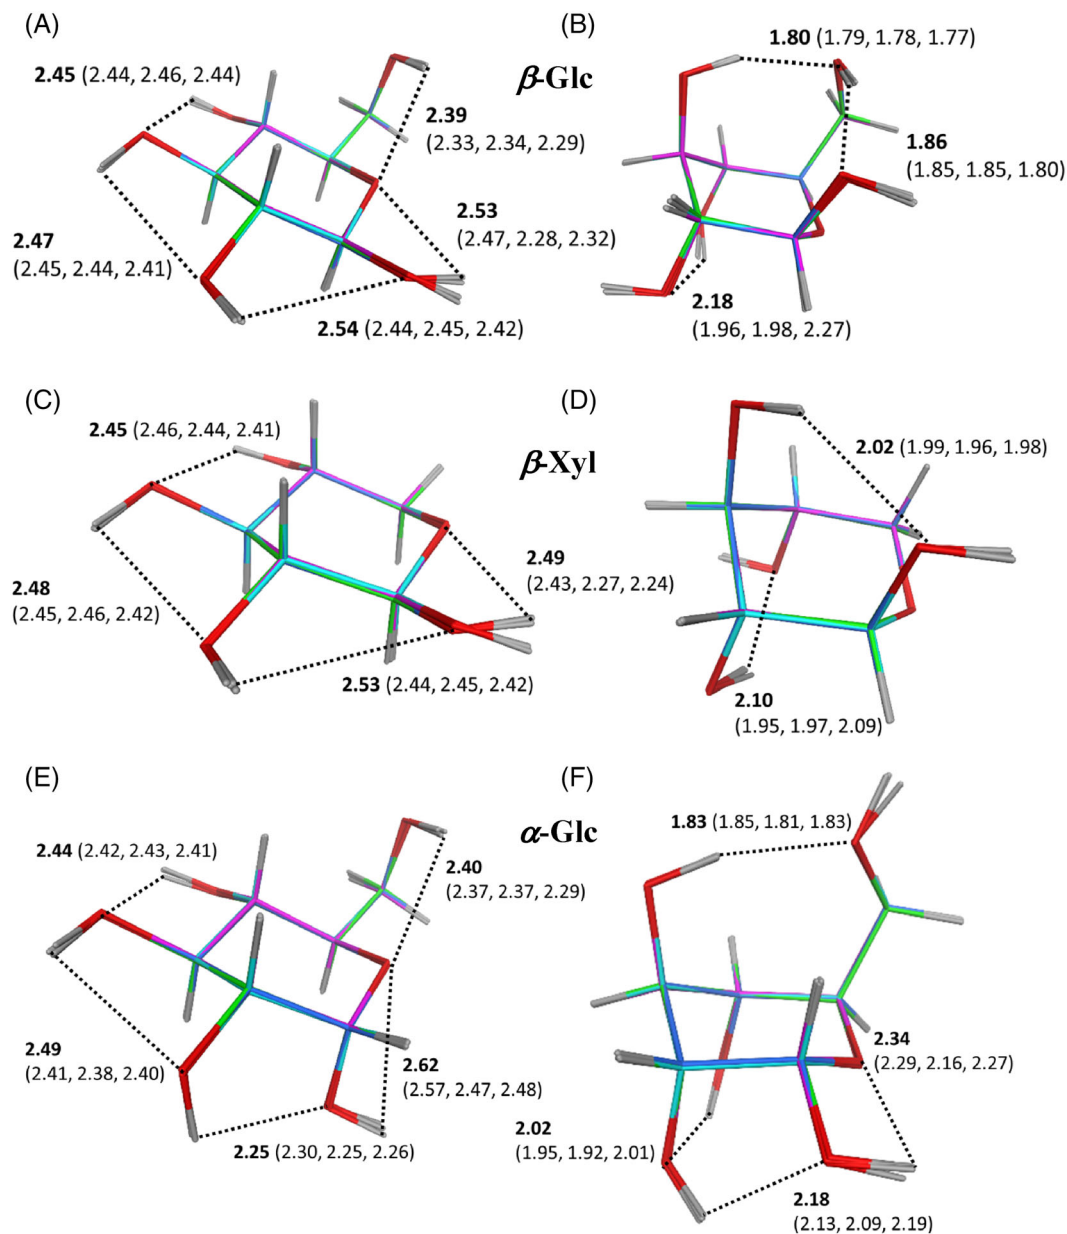 (A)
(B)
β-Glc
2.45 (2.44, 2.46, 2.44)
2.39
(2.33, 2.34, 2.29)
2.53
(2.47, 2.28, 2.32)
2.47
(2.45, 2.44, 2.41)
2.54 (2.44, 2.45, 2.42)
1.80 (1.79, 1.78, 1.77)
1.86
(1.85, 1.85, 1.80)
2.18
(1.96, 1.98, 2.27)
(C)
(D)
β-Xyl
2.45 (2.46, 2.44, 2.41)
2.49
(2.43, 2.27, 2.24)
2.48
(2.45, 2.46, 2.42)
2.53 (2.44, 2.45, 2.42)
2.02 (1.99, 1.96, 1.98)
2.10
(1.95, 1.97, 2.09)
(E)
(F)
α-Glc
2.44 (2.42, 2.43, 2.41)
2.40
(2.37, 2.37, 2.29)
2.49
(2.41, 2.38, 2.40)
2.62
(2.57, 2.47, 2.48)
2.25 (2.30, 2.25, 2.26)
1.83 (1.85, 1.81, 1.83)
2.34
(2.29, 2.16, 2.27)
2.02
(1.95, 1.92, 2.01)
2.18
(2.13, 2.09, 2.19)